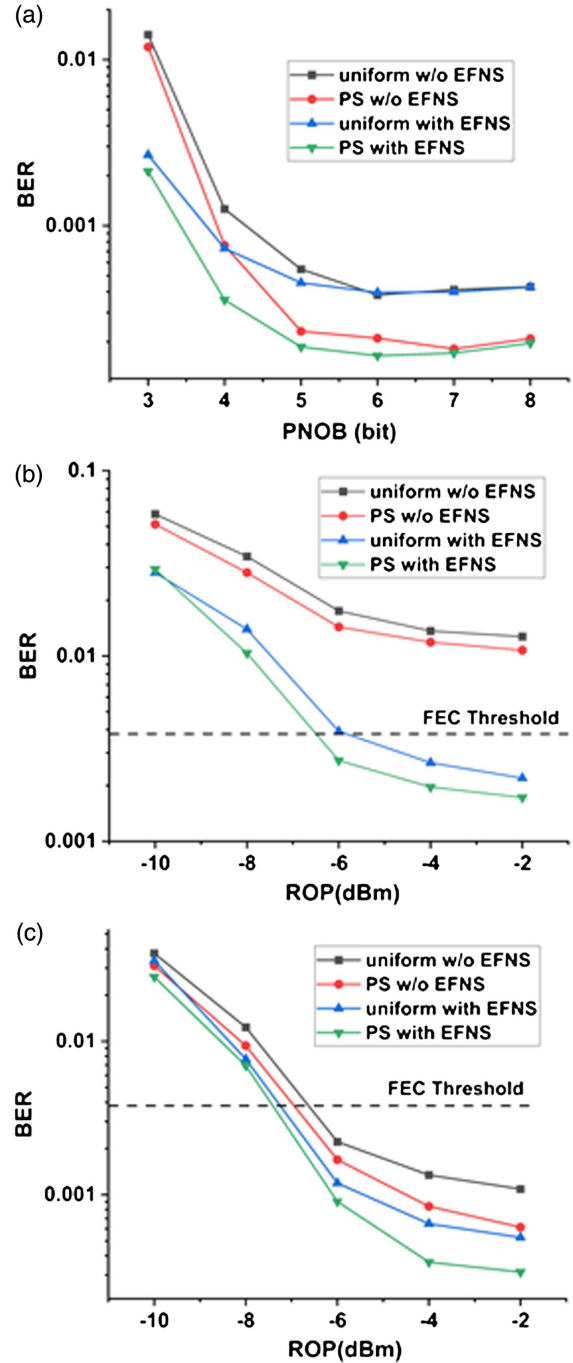 (a)
0.01
0.001
BER
uniform w/o EFNS
PS w/o EFNS
uniform with EFNS
PS with EFNS
3 4 5 6 7 8
PNOB (bit)
(b)
0.1
0.01
0.001
BER
uniform w/o EFNS
PS w/o EFNS
uniform with EFNS
PS with EFNS
FEC Threshold
-10 -8 -6 -4 -2
ROP(dBm)
(c)
0.01
0.001
BER
uniform w/o EFNS
PS w/o EFNS
uniform with EFNS
PS with EFNS
FEC Threshold
-10 -8 -6 -4 -2
ROP(dBm)